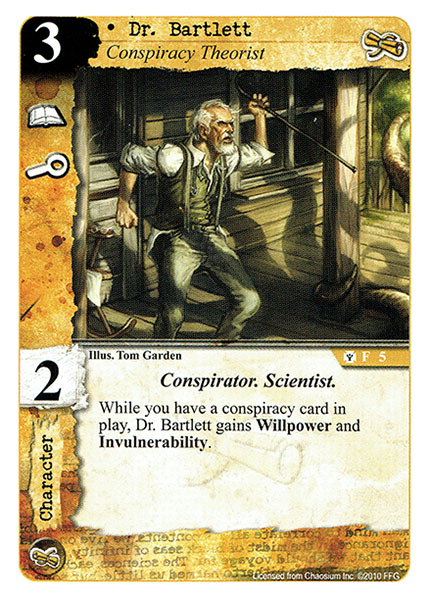 3
• Dr. Bartlett
Conspiracy Theorist
Illus. Tom Garden
F 5
2
Conspirator. Scientist.
While you have a conspiracy card in
play, Dr. Bartlett gains Willpower and
Invulnerability.
Character
Licensed from Chaosium Inc. ©2010 FFG